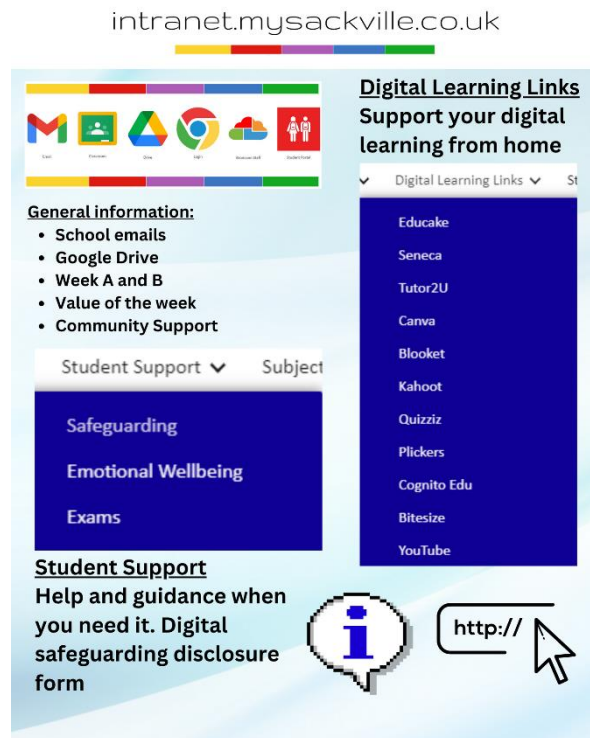 intranet.mysackville.co.uk
Digital Learning Links
Support your digital
learning from home
Digital Learning Links
St
Educake
Seneca
Tutor2U
Canva
Blooket
Kahoot
Quizziz
Plickers
Cognito Edu
Bitesize
YouTube
General information:
• School emails
• Google Drive
• Week A and B
• Value of the week
• Community Support
Student Support
Subject
Safeguarding
Emotional Wellbeing
Exams
Student Support
Help and guidance when
you need it. Digital
safeguarding disclosure
form
i
http://